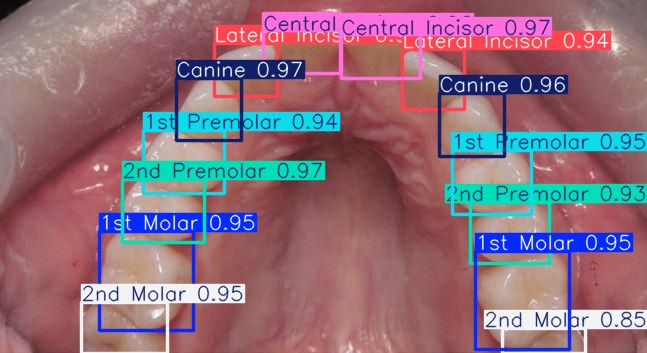 Central
Central Incisor 0.97
Lateral Incisor
Lateral Incisor 0.94
Canine 0.97
Canine 0.96
1st Premolar 0.94
1st Premolar 0.95
2nd Premolar 0.97
2nd Premolar 0.93
1st Molar 0.95
1st Molar 0.95
2nd Molar 0.95
2nd Molar 0.85